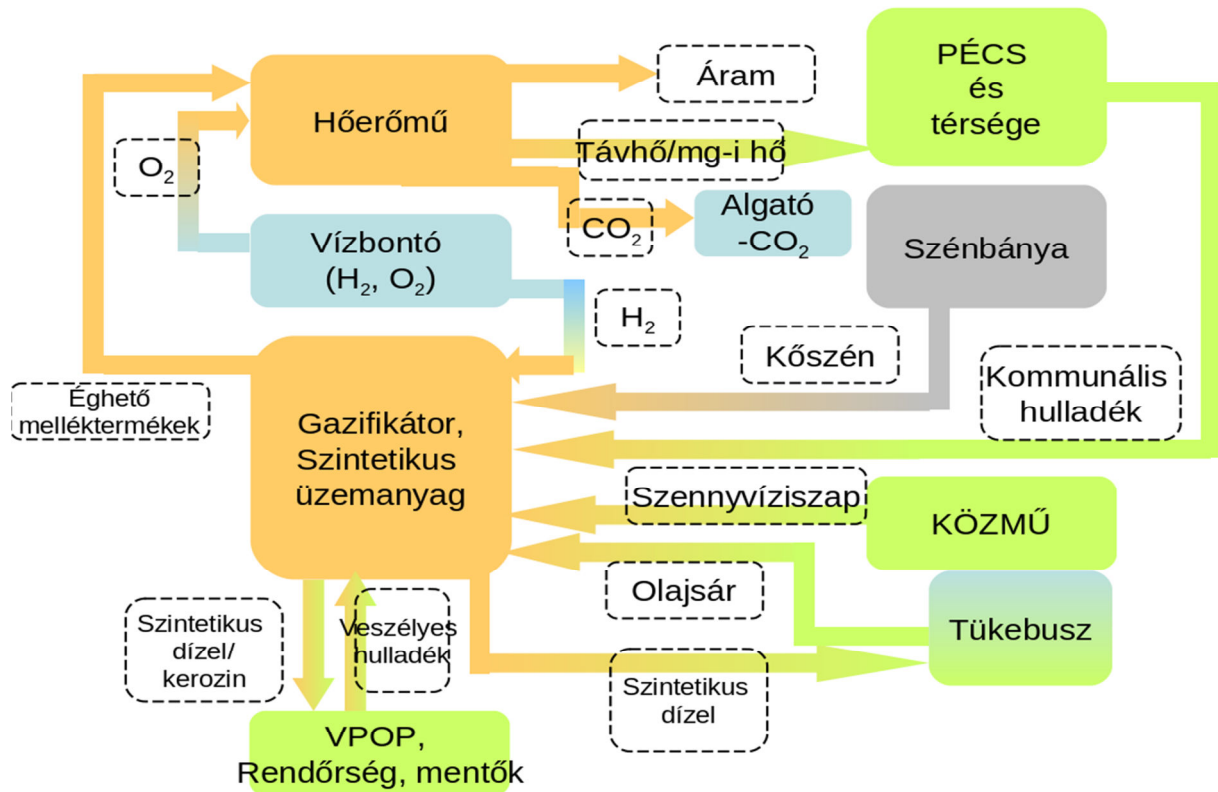 PÉCS
és
térsége
Áram
Hőerőmű
Távhő/mg-i hő
O₂
CO₂
Algató
-CO₂
Szénbánya
Vízbontó
(H₂, O₂)
H₂
Kőszén
Kommunális
hulladék
Éghető
melléktermékek
Gazifikátor,
Szintetikus
üzemanyag
Szennyvíziszap
KÖZMŰ
Olajsár
Tükebusz
Szintetikus
dízel/
kerozin
Veszélyes
hulladék
Szintetikus
dízel
VPOP,
Rendőrség, mentők